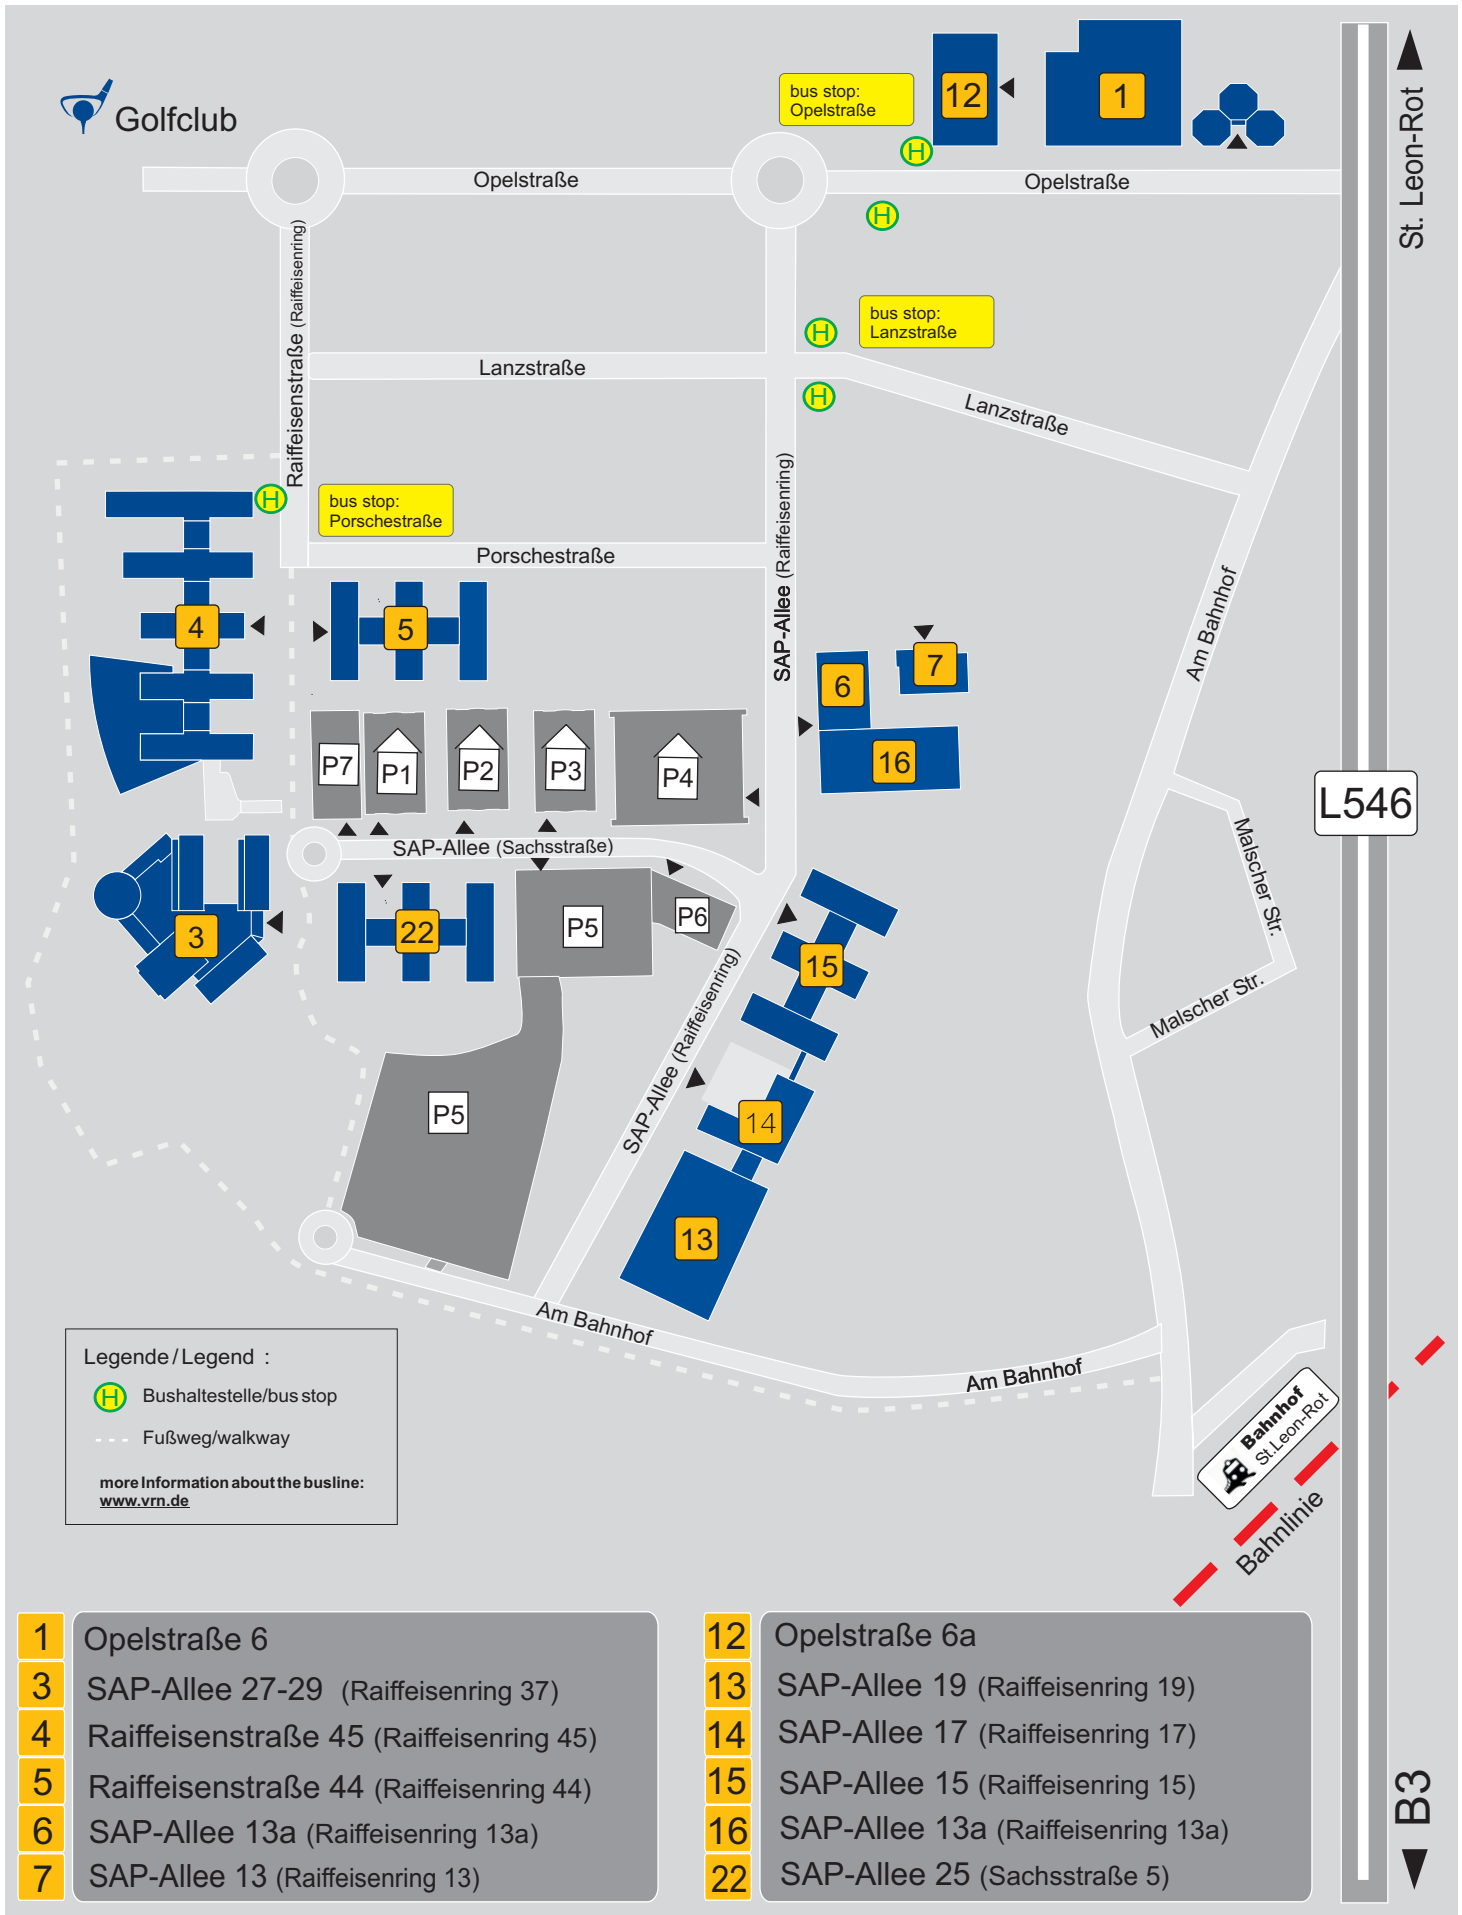 Golfclub
bus stop:
Opelstraße
12
1
H
Opelstraße
Opelstraße
H
St. Leon-Rot
Raiffeisenstraße (Raiffeisenring)
bus stop:
Lanzstraße
H
Lanzstraße
H
Lanzstraße
SAP-Allee (Raiffeisenring)
H
bus stop:
Porschestraße
Porschestraße
Am Bahnhof
4
5
6
7
16
P7
P1
P2
P3
P4
L546
SAP-Allee (Sachsstraße)
Malscher Str.
3
22
P5
P6
15
SAP-Allee (Raiffeisenring)
Malscher Str.
P5
14
13
Am Bahnhof
Am Bahnhof
Legende/Legend :
H Bushaltestelle/bus stop
Fußweg/walkway
more Information about the busline:
www.vrn.de
Bahnhof
St.Leon-Rot
Bahnlinie
1 Opelstraße 6
3 SAP-Allee 27-29 (Raiffeisenring 37)
4 Raiffeisenstraße 45 (Raiffeisenring 45)
5 Raiffeisenstraße 44 (Raiffeisenring 44)
6 SAP-Allee 13a (Raiffeisenring 13a)
7 SAP-Allee 13 (Raiffeisenring 13)
12 Opelstraße 6a
13 SAP-Allee 19 (Raiffeisenring 19)
14 SAP-Allee 17 (Raiffeisenring 17)
15 SAP-Allee 15 (Raiffeisenring 15)
16 SAP-Allee 13a (Raiffeisenring 13a)
22 SAP-Allee 25 (Sachsstraße 5)
B3